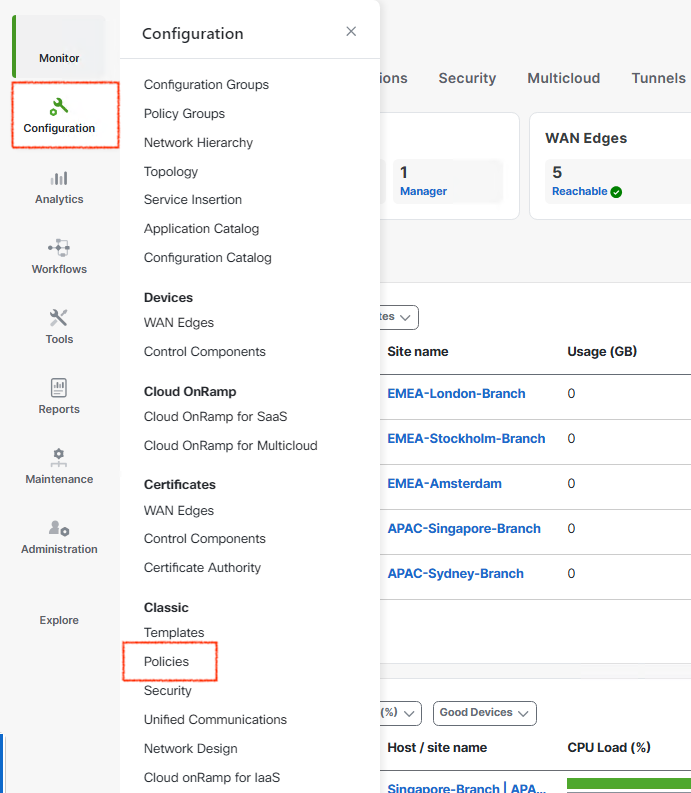 Monitor
Configuration
Analytics
Workflows
Tools
Reports
Maintenance
Administration
Explore
Configuration
Configuration Groups
Policy Groups
Network Hierarchy
Topology
Service Insertion
Application Catalog
Configuration Catalog
Devices
WAN Edges
Control Components
Cloud OnRamp
Cloud OnRamp for SaaS
Cloud OnRamp for Multicloud
Certificates
WAN Edges
Control Components
Certificate Authority
Classic
Templates
Policies
Security
Unified Communications
Network Design
Cloud onRamp for IaaS
ions Security Multicloud Tunnels
1
Manager
WAN Edges
5
Reachable
tes
Site name Usage (GB)
EMEA-London-Branch 0
EMEA-Stockholm-Branch 0
EMEA-Amsterdam 0
APAC-Singapore-Branch 0
APAC-Sydney-Branch 0
(%) Good Devices
Host / site name CPU Load (%)
Singapore-Branch | APA...